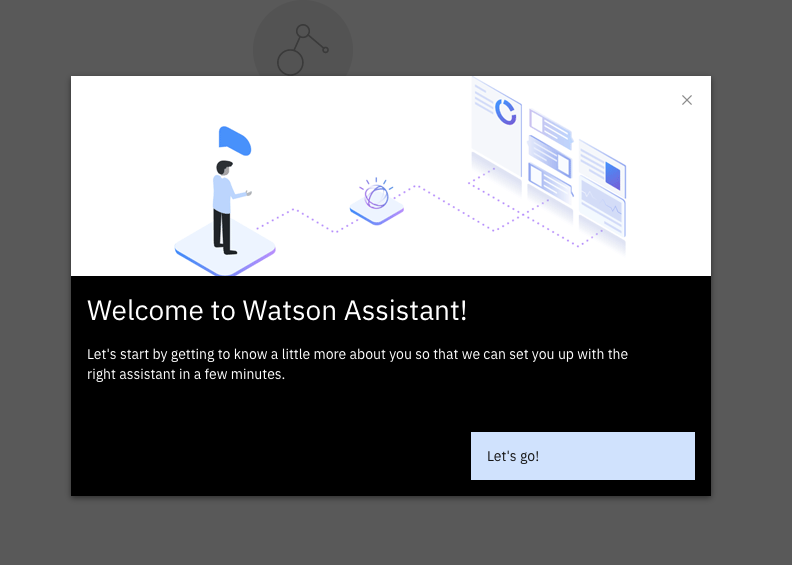 Welcome to Watson Assistant!
Let's start by getting to know a little more about you so that we can set you up with the
right assistant in a few minutes.
Let's go!